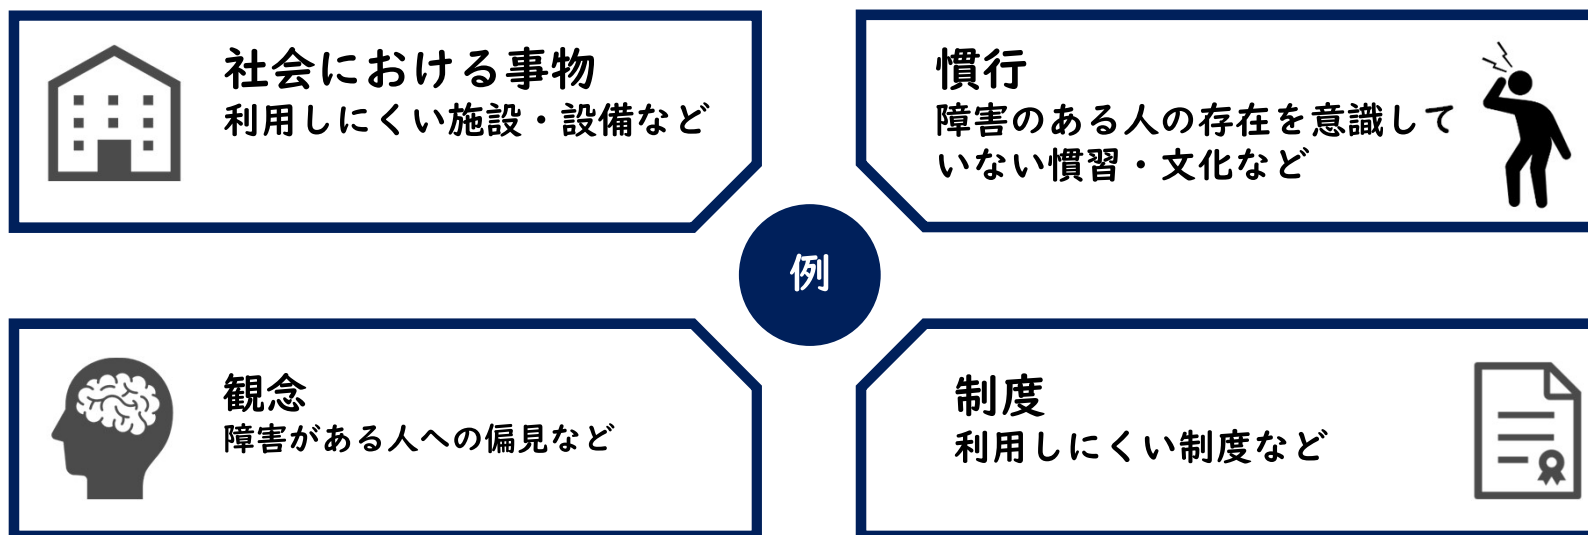 社会における事物
利用しにくい施設・設備など
慣行
障害のある人の存在を意識して
いない慣習・文化など
例
観念
障害がある人への偏見など
制度
利用しにくい制度など